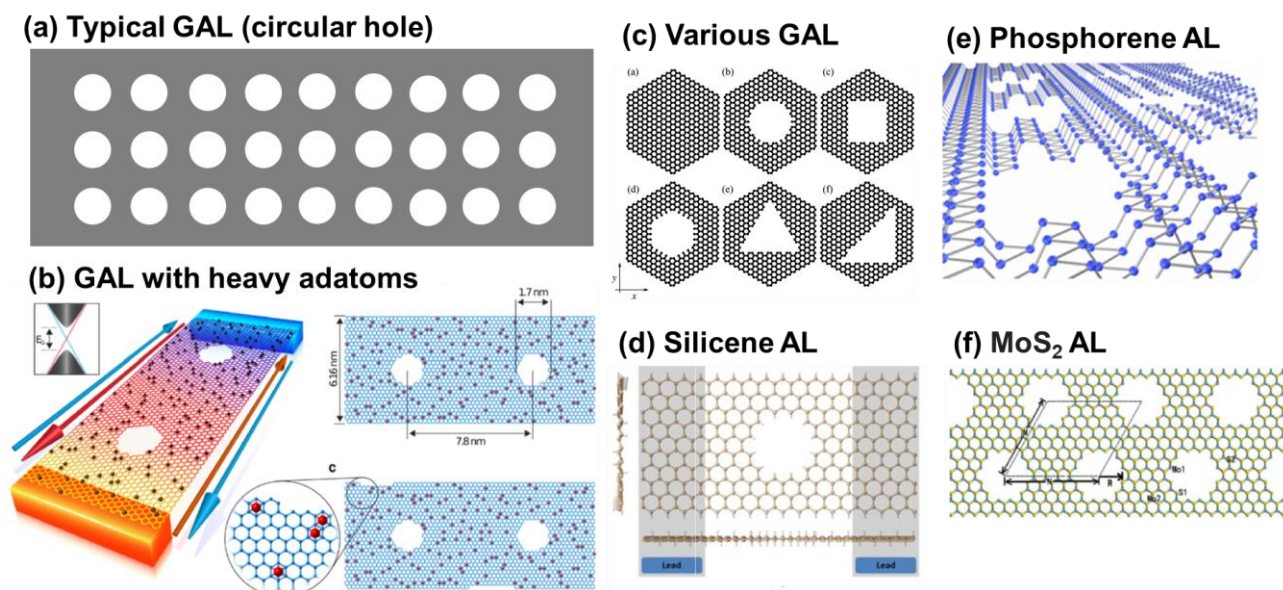 (a) Typical GAL (circular hole)
(b) GAL with heavy adatoms
1.7 nm
6.16 nm
7.8 nm
c
(c) Various GAL
(a)
(b)
(c)
(d)
(e)
(f)
y
x
(d) Silicene AL
Lead
Lead
(e) Phosphorene AL
(f) MoS₂ AL
M
N
R
Mo1
S2
S1
Mo2